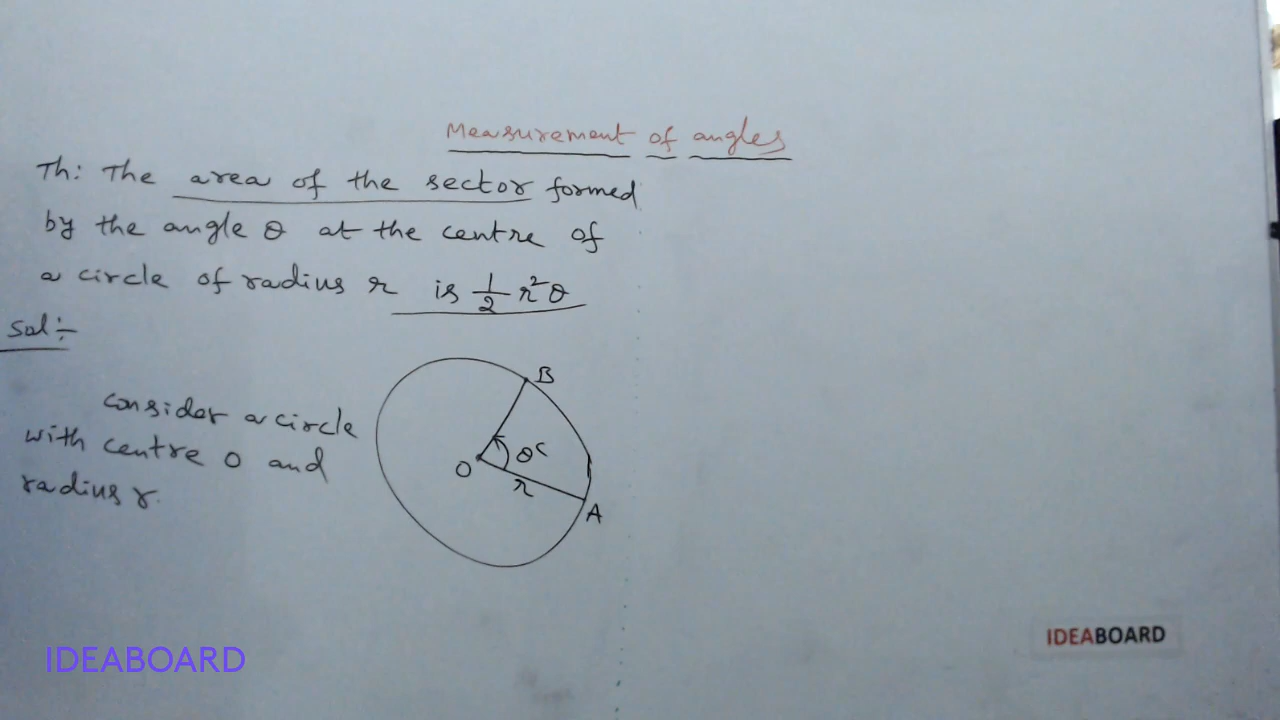 Measurement of angles
Th: The area of the sector formed
by the angle θ at the centre of
a circle of radius r is 1/2 r²θ
Sol:-
consider a circle
with centre O and
radius r.
B
O
θᶜ
r
A
IDEABOARD
IDEABOARD